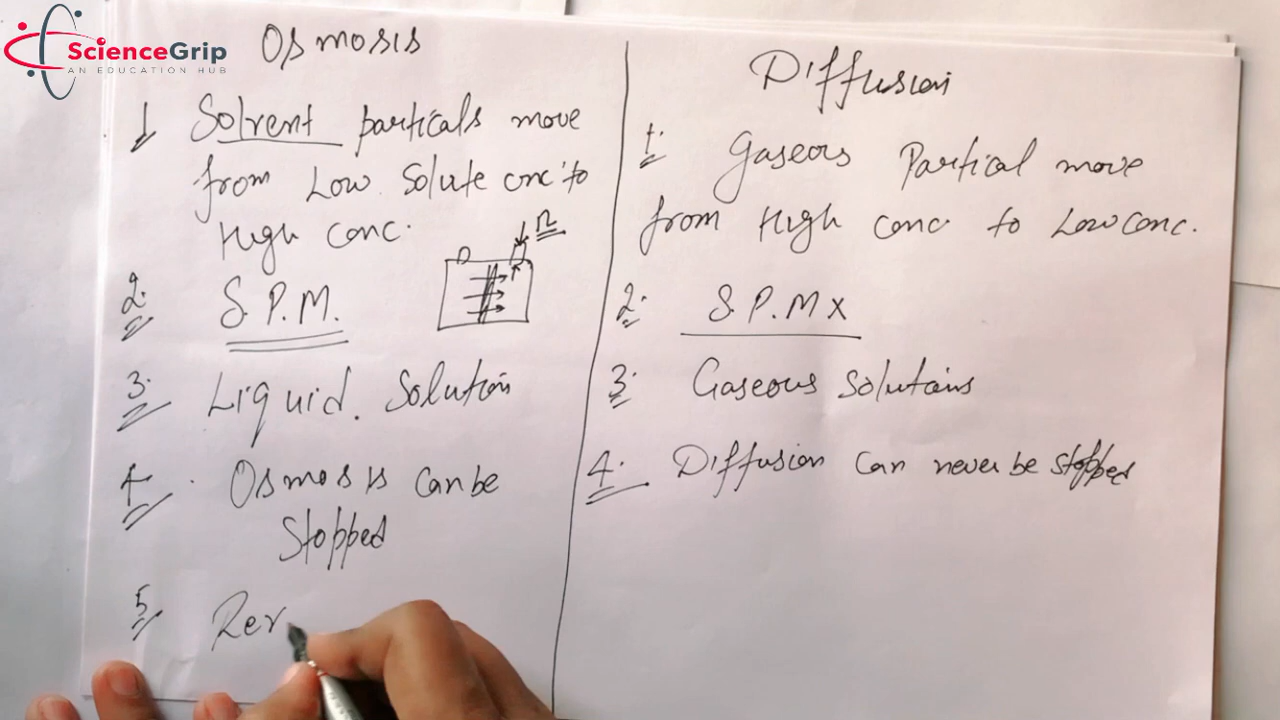 ScienceGrip
AN EDUCATION HUB
Osmosis
1 Solvent particals move
from Low Solute conc to
High conc.
π
2. S.P.M.
3. Liquid. Solution
4. Osmosis can be
Stopped
5. Rev
Diffusion
1. Gaseous Partical move
from High conc to Low conc.
2. S.P.M x
3. Gaseous Solutions
4. Diffusion can never be stopped